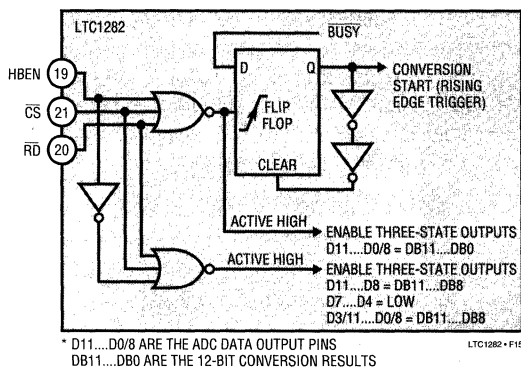 LTC1282
BUSY
HBEN 19
CS 21
RD 20
D
Q
CONVERSION
START (RISING
EDGE TRIGGER)
FLIP
FLOP
CLEAR
ACTIVE HIGH
ENABLE THREE-STATE OUTPUTS
D11....D0/8 = DB11....DB0
ACTIVE HIGH
ENABLE THREE-STATE OUTPUTS
D11....D8 = DB11....DB8
D7....D4 = LOW
D3/11....D0/8 = DB11....DB8
* D11....D0/8 ARE THE ADC DATA OUTPUT PINS
DB11....DB0 ARE THE 12-BIT CONVERSION RESULTS
LTC1282 • F15